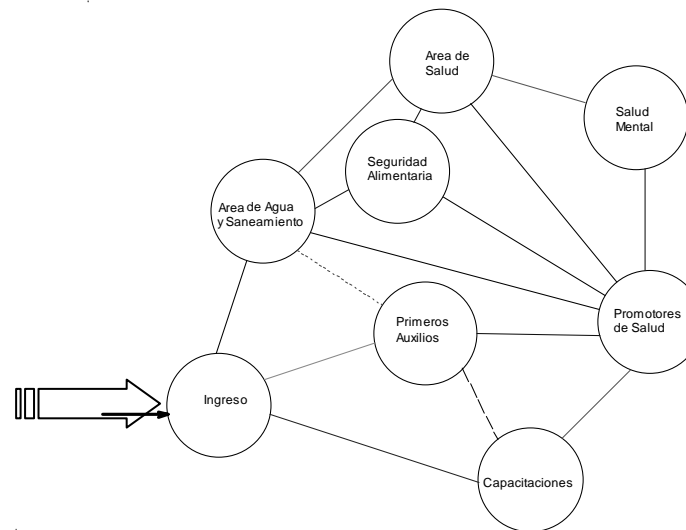 Area de
Salud
Salud
Mental
Seguridad
Alimentaria
Area de Agua
y Saneamiento
Primeros
Auxilios
Promotores
de Salud
Ingreso
Capacitaciones